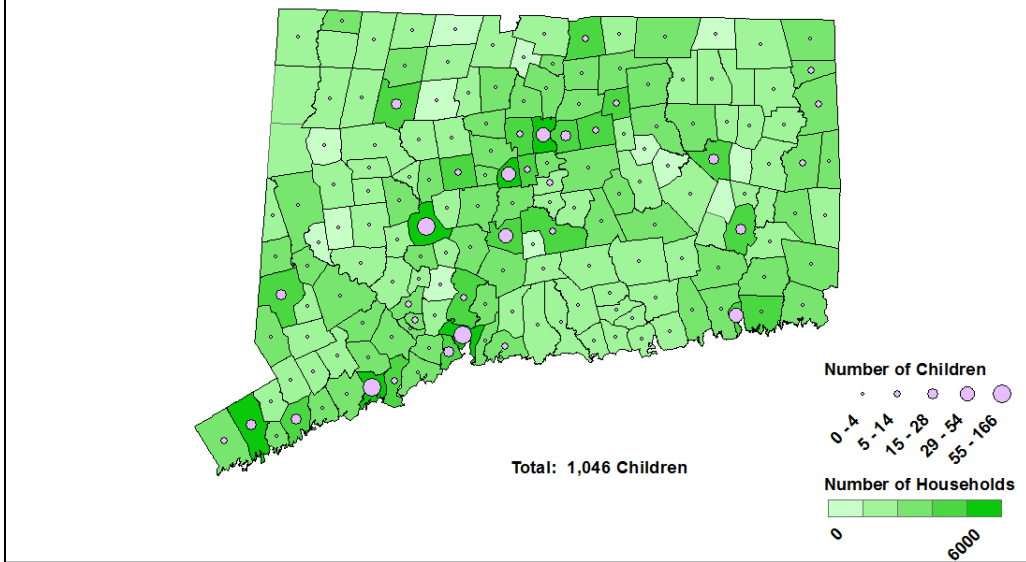 Number of Children
0 - 4
5 - 14
15 - 28
29 - 54
55 - 166
Total: 1,046 Children
Number of Households
0
6000